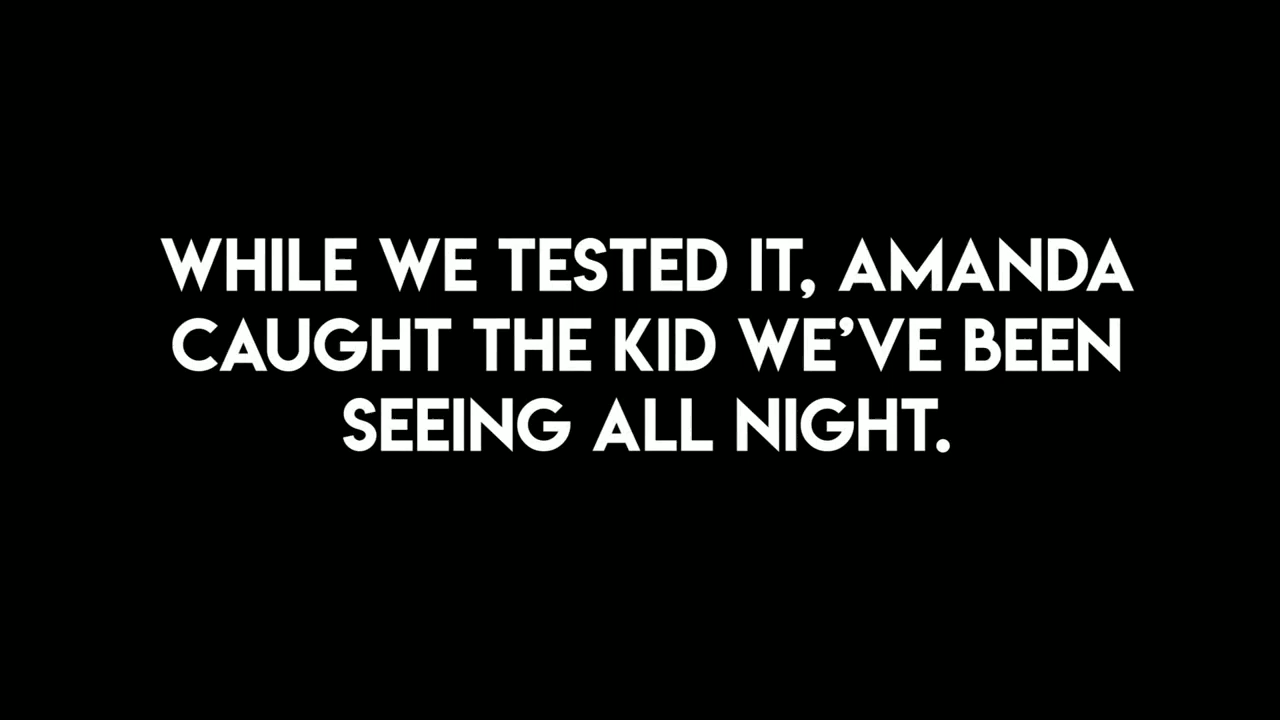 WHILE WE TESTED IT, AMANDA
CAUGHT THE KID WE’VE BEEN
SEEING ALL NIGHT.